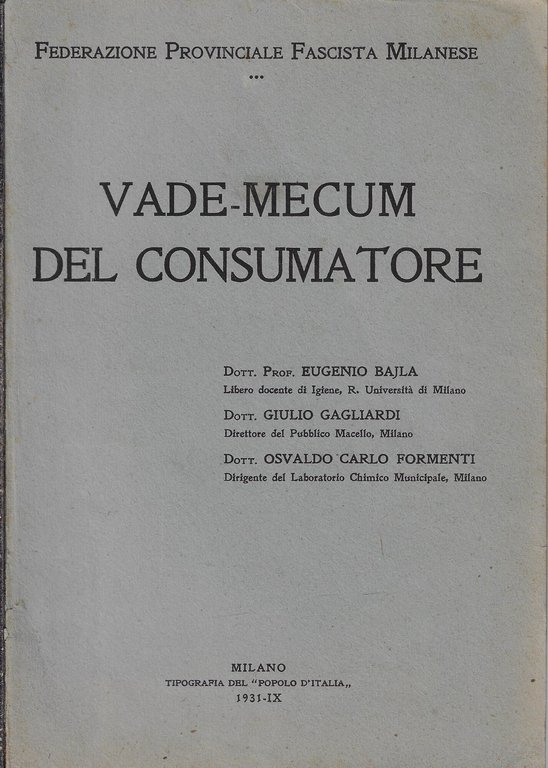 Federazione Provinciale Fascista Milanese
•••
VADE-MECUM
DEL CONSUMATORE
Dott. Prof. EUGENIO BAJLA
Libero docente di Igiene, R. Università di Milano
Dott. GIULIO GAGLIARDI
Direttore del Pubblico Macello, Milano
Dott. OSVALDO CARLO FORMENTI
Dirigente del Laboratorio Chimico Municipale, Milano
MILANO
TIPOGRAFIA DEL "POPOLO D'ITALIA„
1931-IX